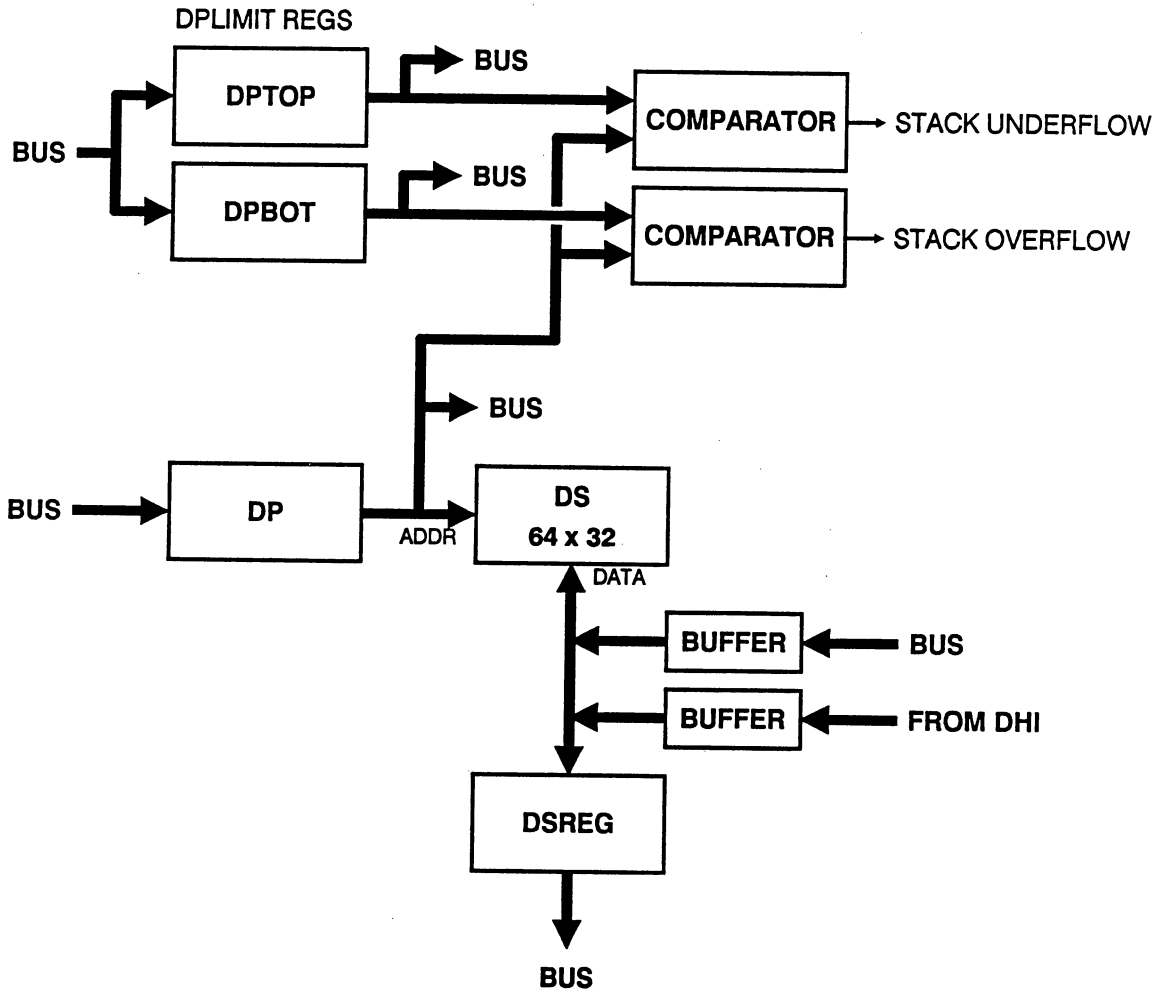 DPLIMIT REGS
BUS
DPTOP
COMPARATOR
STACK UNDERFLOW
BUS
BUS
DPBOT
COMPARATOR
STACK OVERFLOW
BUS
BUS
DP
ADDR
DS
64 x 32
DATA
BUFFER
BUS
BUFFER
FROM DHI
DSREG
BUS